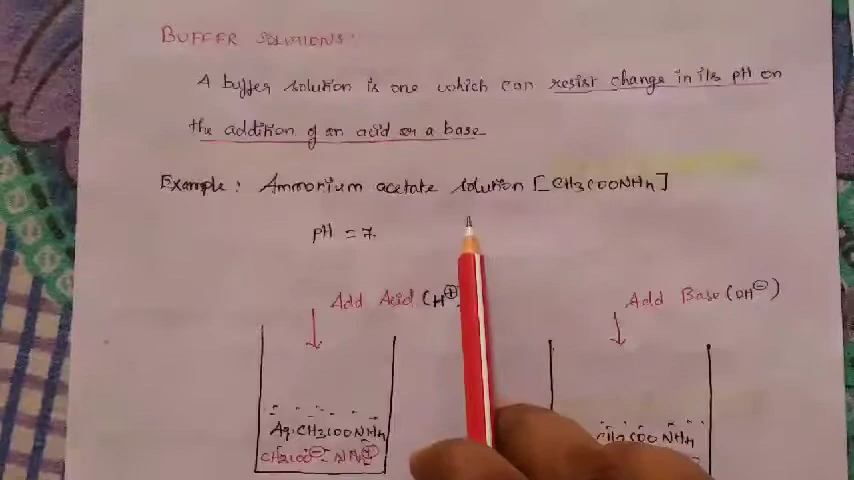 BUFFER SOLUTIONS:
A buffer solution is one which can resist change in its pH on
the addition of an acid or a base
Example: Ammonium acetate solution [CH3COONH4]
pH = 7.
Add Acid (H⊕)
Add Base (OH⊖)
Aq. CH3COONH4
CH3COONH4
CH3COO⊖ NH4⊕